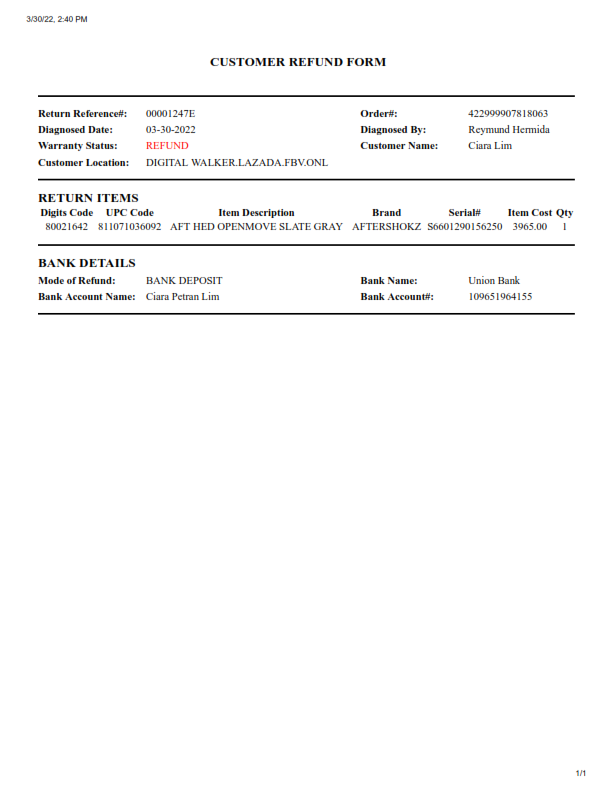 3/30/22, 2:40 PM
CUSTOMER REFUND FORM
Return Reference#: 00001247E Order#: 422999907818063
Diagnosed Date: 03-30-2022 Diagnosed By: Reymund Hermida
Warranty Status: REFUND Customer Name: Ciara Lim
Customer Location: DIGITAL WALKER.LAZADA.FBV.ONL
RETURN ITEMS
Digits Code UPC Code Item Description Brand Serial# Item Cost Qty
80021642 811071036092 AFT HED OPENMOVE SLATE GRAY AFTERSHOKZ S6601290156250 3965.00 1
BANK DETAILS
Mode of Refund: BANK DEPOSIT Bank Name: Union Bank
Bank Account Name: Ciara Petran Lim Bank Account#: 109651964155
1/1